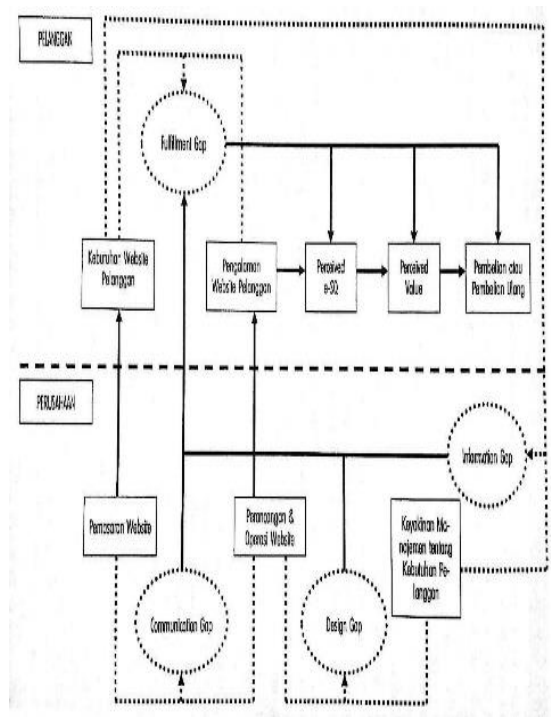 PELANGGAN
Fulfillment Gap
Keburuhan Website
Pelanggan
Pengalaman
Website Pelanggan
Perceived
e-SQ
Perceived
Value
Pembelian atau
Pembelian Ulang
PERUSAHAAN
Information Gap
Pemasaran Website
Perancangan &
Operasi Website
Keyakinan Ma-
najemen tentang
Kebutuhan Pe-
langgan
Communication Gap
Design Gap